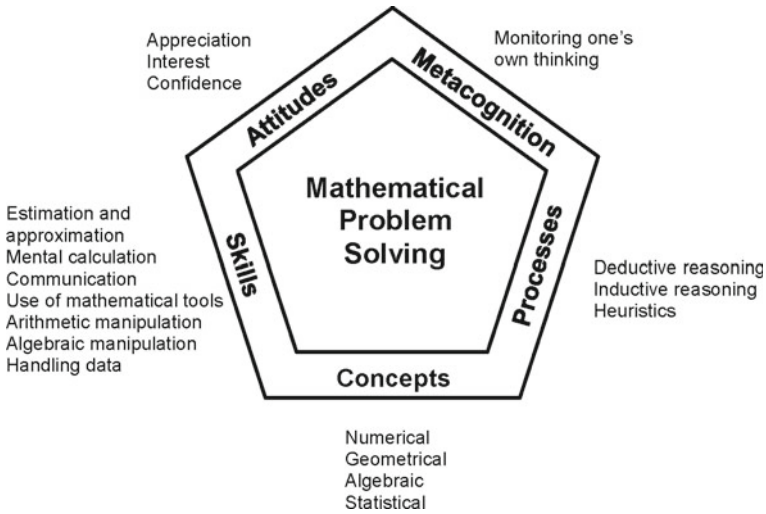 Appreciation
Interest
Confidence
Monitoring one's
own thinking
Attitudes
Metacognition
Mathematical
Problem
Solving
Estimation and
approximation
Mental calculation
Communication
Use of mathematical tools
Arithmetic manipulation
Algebraic manipulation
Handling data
Skills
Processes
Deductive reasoning
Inductive reasoning
Heuristics
Concepts
Numerical
Geometrical
Algebraic
Statistical